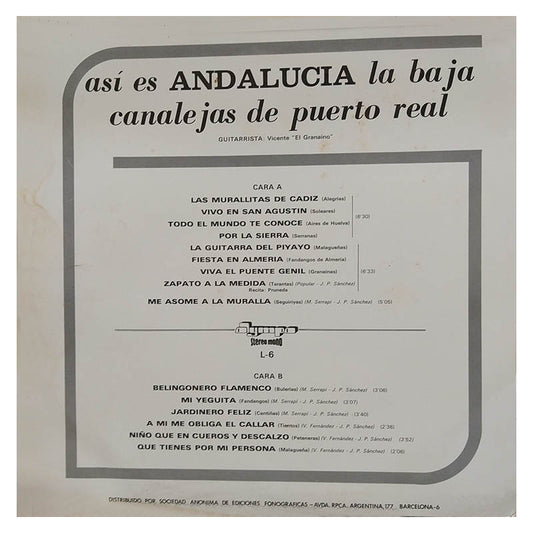 así es ANDALUCIA la baja
canalejas de puerto real
GUITARRISTA: Vicente "El Granaino"
CARA A
LAS MURALLITAS DE CADIZ (Alegrías)
VIVO EN SAN AGUSTIN (Soleares)
TODO EL MUNDO TE CONOCE (Aires de Huelva)
POR LA SIERRA (Serranas)
(6'30)
LA GUITARRA DEL PIYAYO (Malagueñas)
FIESTA EN ALMERIA (Fandangos de Almería)
VIVA EL PUENTE GENIL (Granaínas)
ZAPATO A LA MEDIDA (Tarantas) (Popular - J. P. Sánchez)
Recita: Pruneda
(6'33)
ME ASOME A LA MURALLA (Seguiriyas) (M. Serrapi - J. P. Sánchez) (5'05)
Olympo
stereo mono
L-6
CARA B
BELINGONERO FLAMENCO (Bulerías) (M. Serrapi - J. P. Sánchez) (3'06)
MI YEGUITA (Fandangos) (M. Serrapi - J. P. Sánchez) (3'07)
JARDINERO FELIZ (Cantiñas) (M. Serrapi - J. P. Sánchez) (3'40)
A MI ME OBLIGA EL CALLAR (Tientos) (V. Fernández - J. P. Sánchez) (2'36)
NIÑO QUE EN CUEROS Y DESCALZO (Peteneras) (V. Fernández - J. P. Sánchez) (3'52)
QUE TIENES POR MI PERSONA (Malagueña) (V. Fernández - J. P. Sánchez) (2'06)
DISTRIBUIDO POR SOCIEDAD ANONIMA DE EDICIONES FONOGRAFICAS - AVDA. RPCA. ARGENTINA, 177. BARCELONA-6